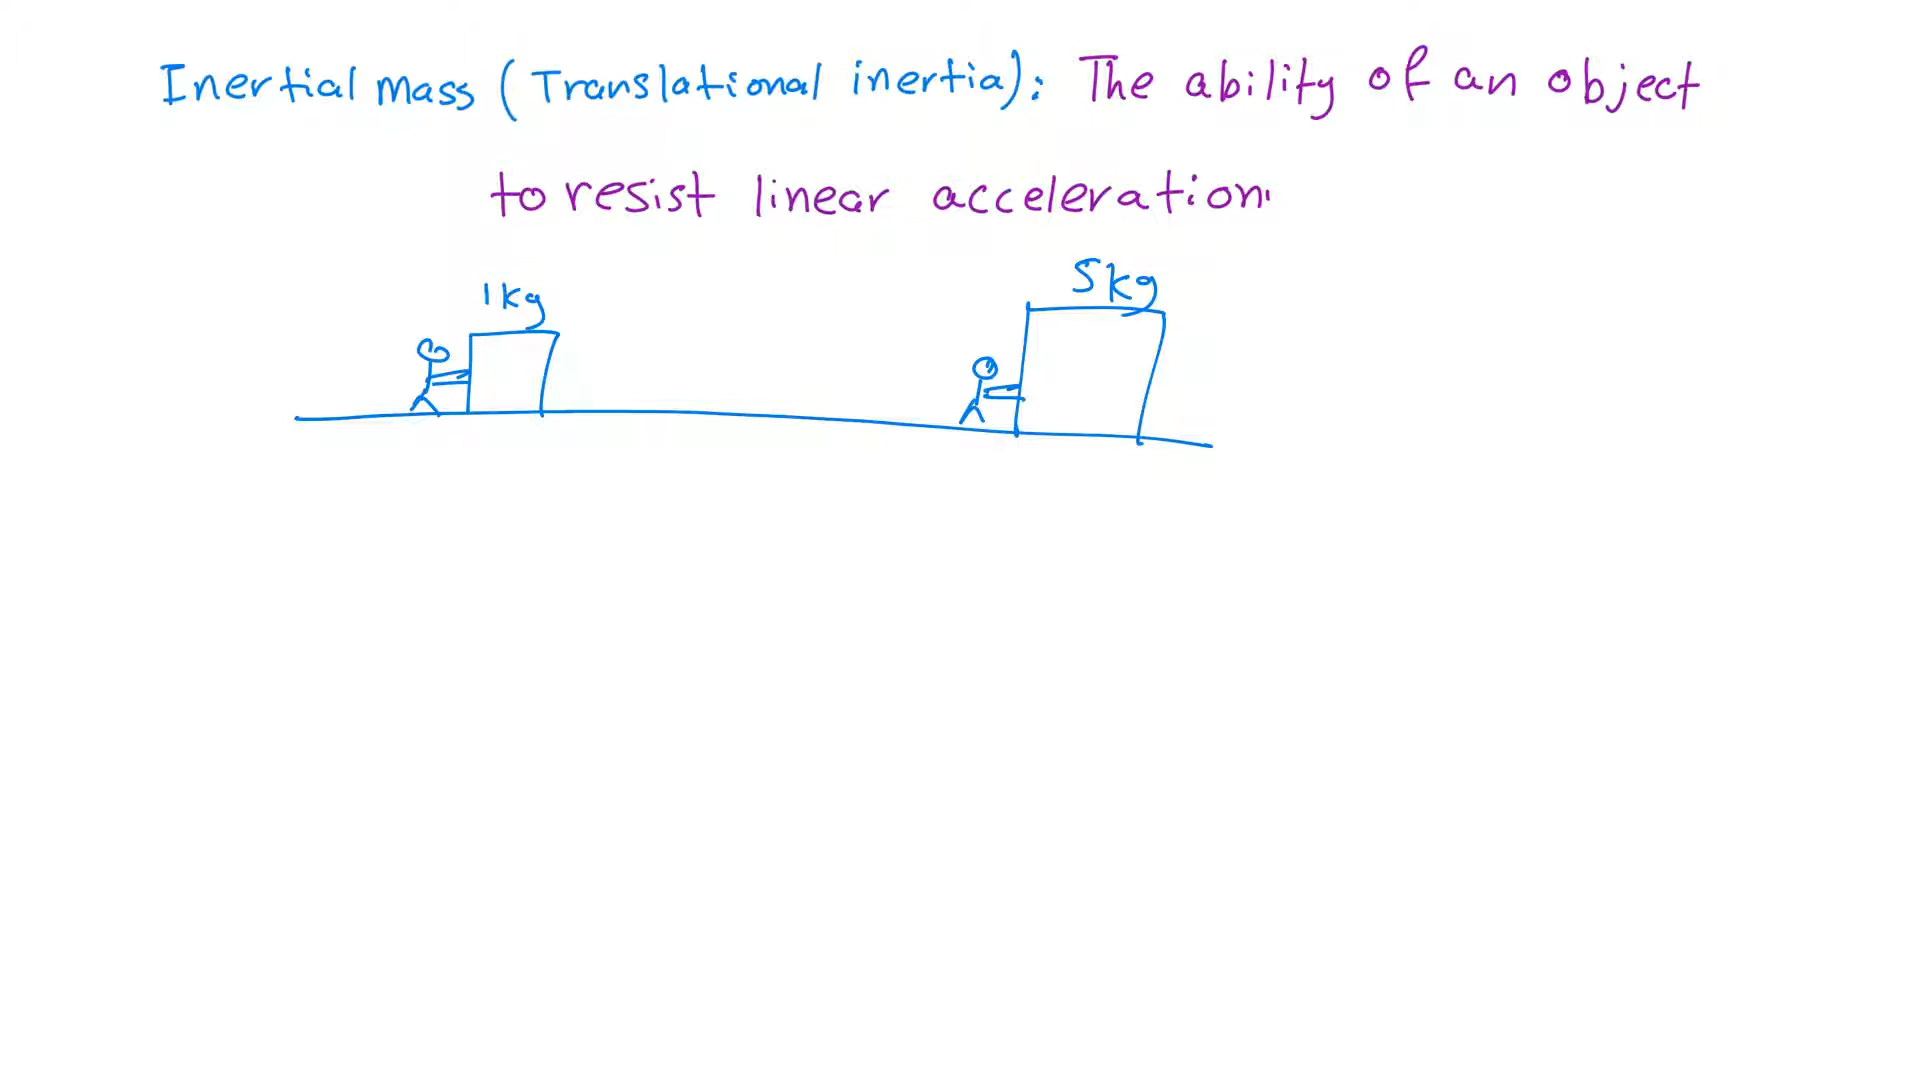 Inertial mass (Translational inertia): The ability of an object
to resist linear acceleration.
1kg
5kg